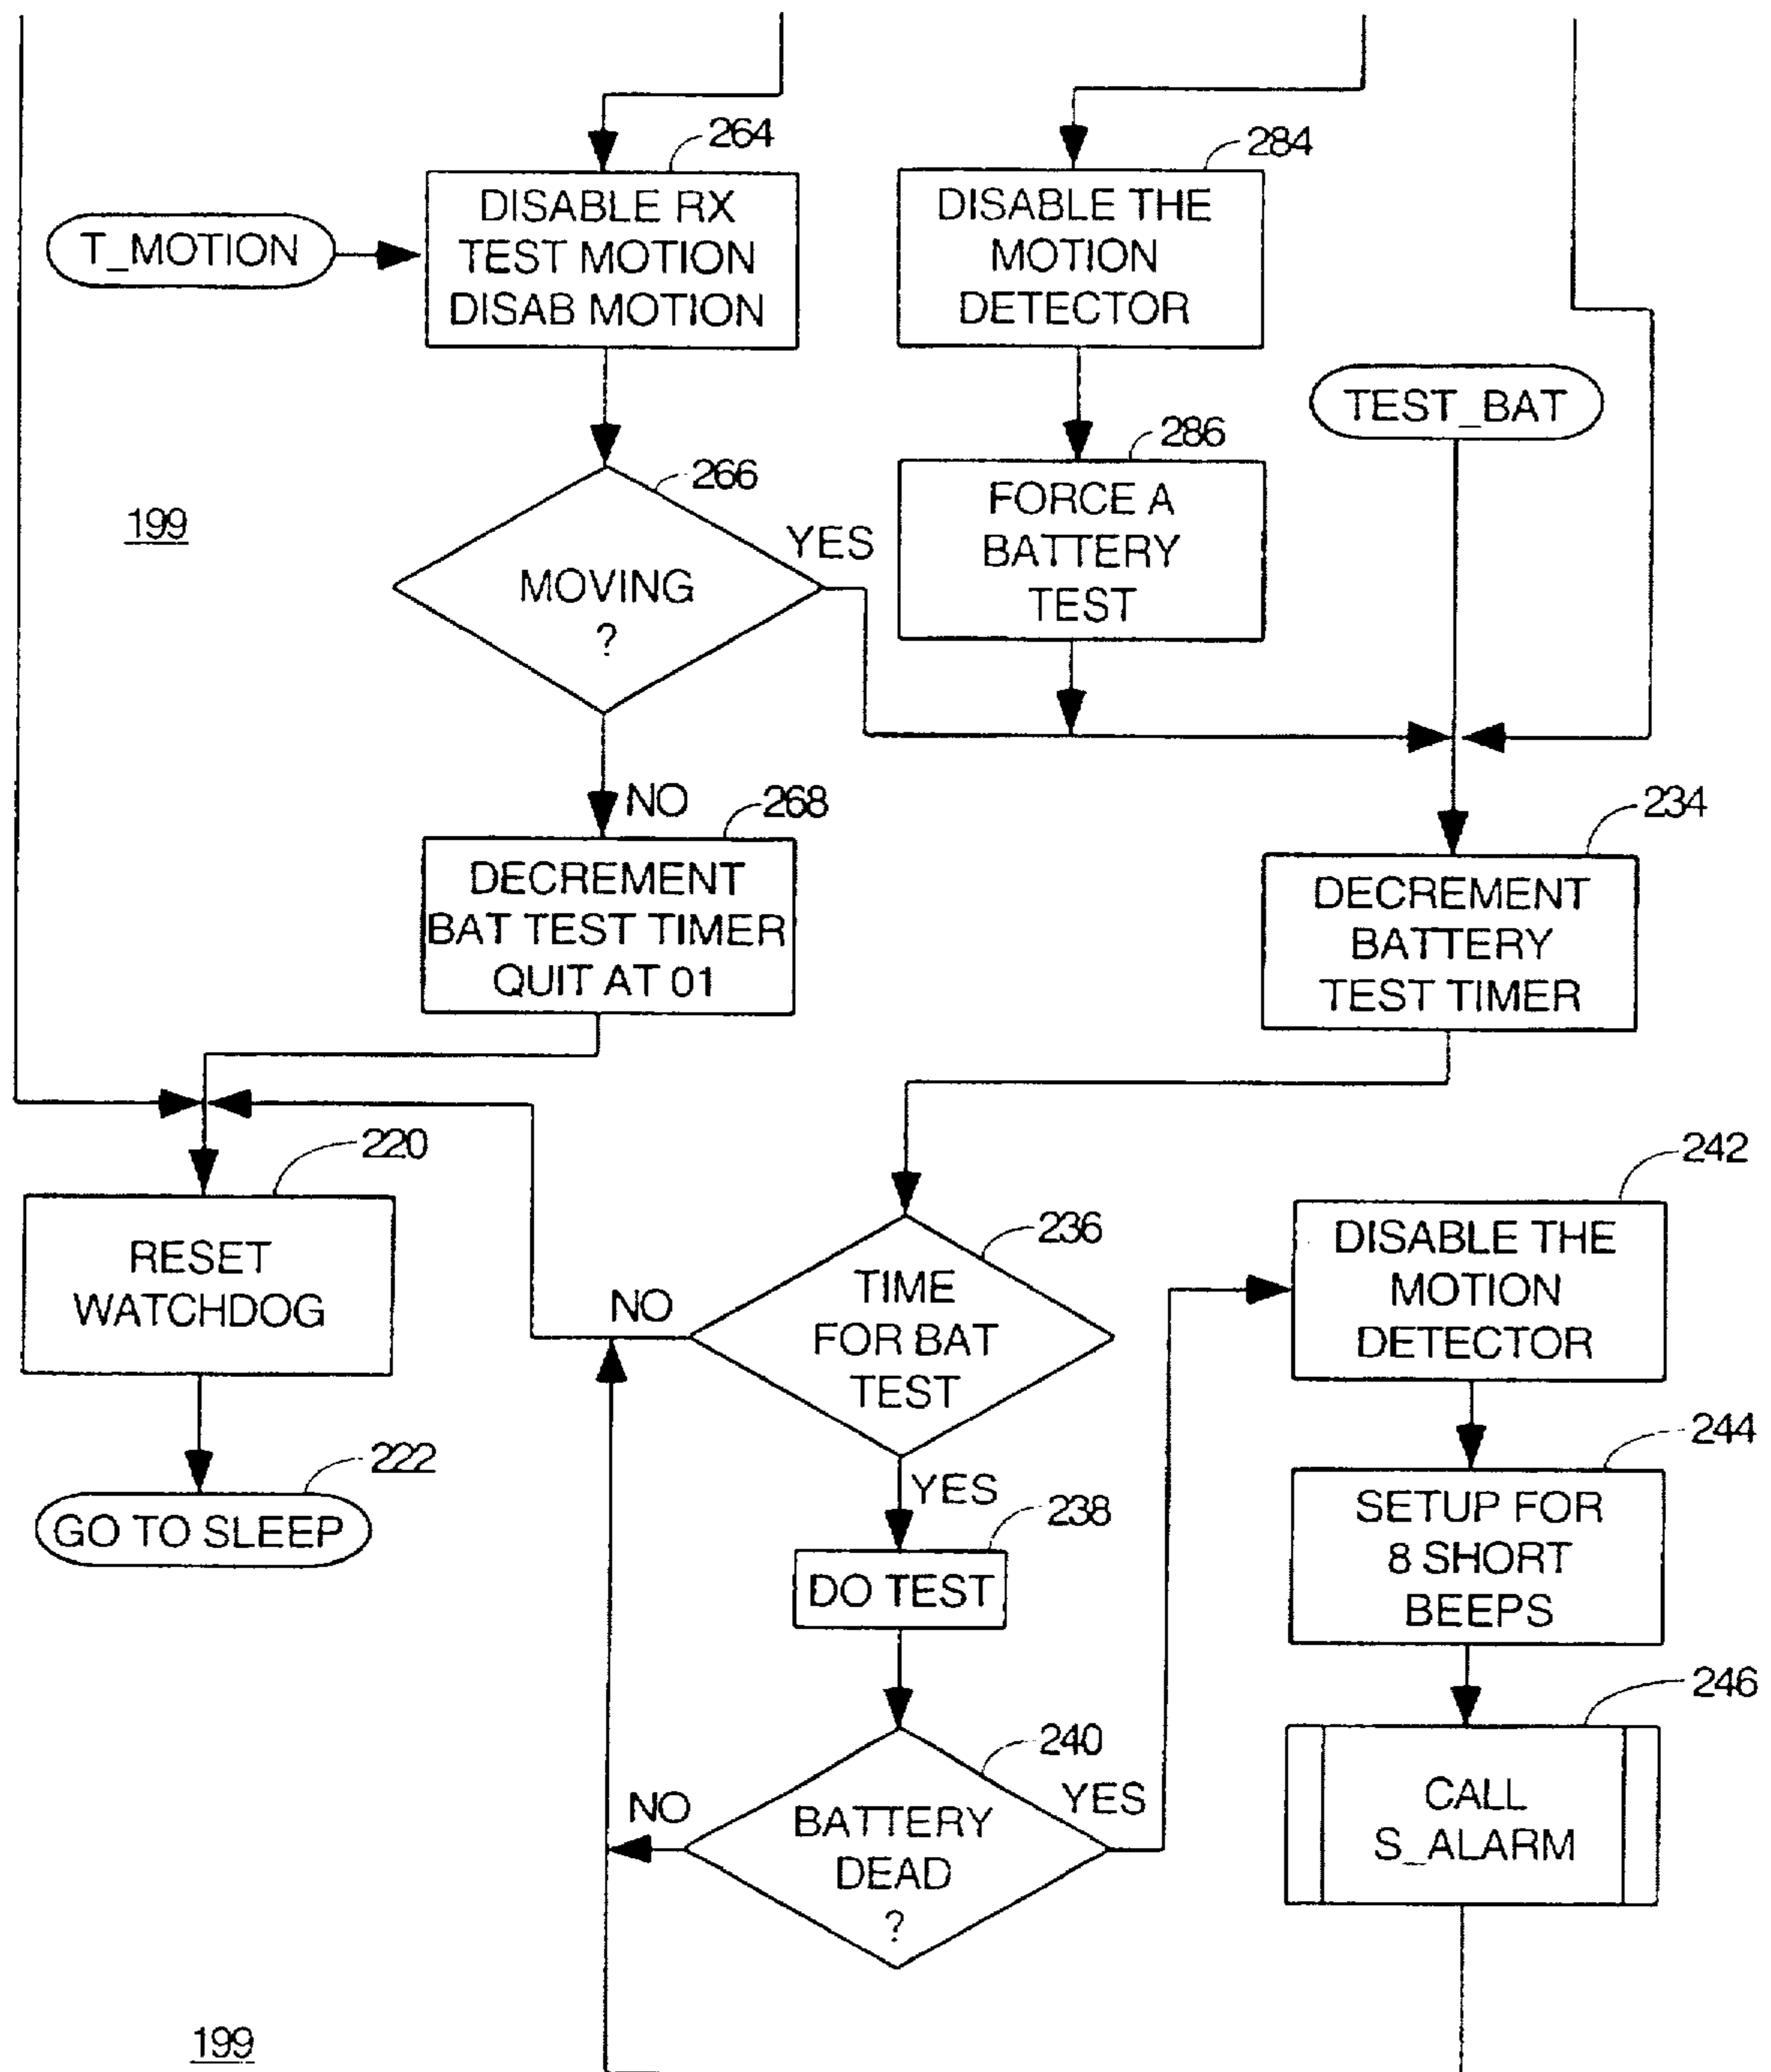 264
284
DISABLE RX
TEST MOTION
DISAB MOTION
T_MOTION
DISABLE THE
MOTION
DETECTOR
TEST_BAT
286
266
FORCE A
BATTERY
TEST
199
YES
MOVING
?
NO
268
234
DECREMENT
BAT TEST TIMER
QUIT AT 01
DECREMENT
BATTERY
TEST TIMER
220
242
RESET
WATCHDOG
236
DISABLE THE
MOTION
DETECTOR
NO
TIME
FOR BAT
TEST
222
244
GO TO SLEEP
YES
238
SETUP FOR
8 SHORT
BEEPS
DO TEST
246
240
YES
NO
BATTERY
DEAD
?
CALL
S_ALARM
199